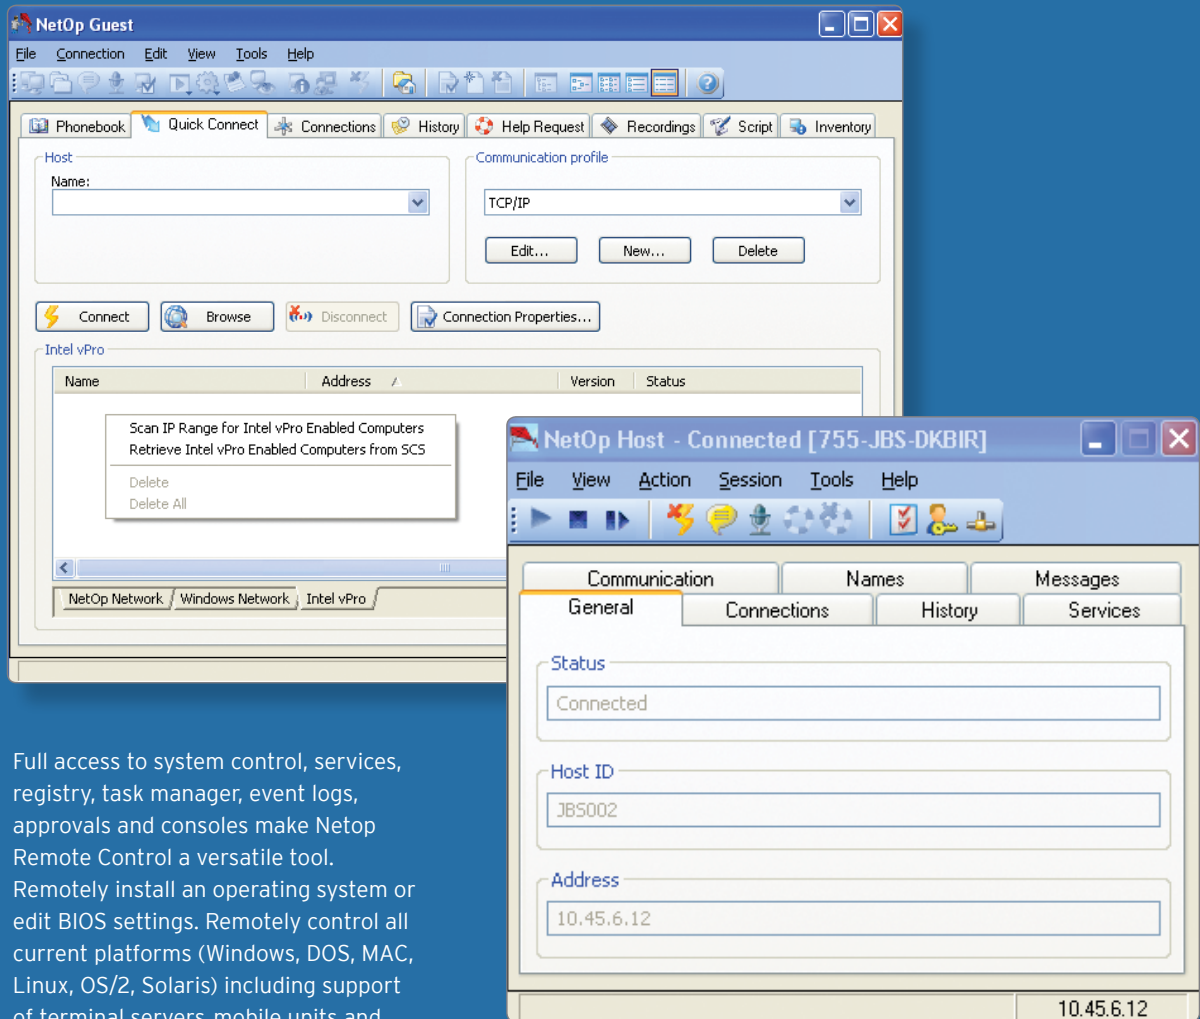 NetOp Guest
File Connection Edit View Tools Help
Phonebook Quick Connect Connections History Help Request Recordings Script Inventory
Host
Name:
Communication profile
TCP/IP
Edit... New... Delete
Connect Browse Disconnect Connection Properties...
Intel vPro
Name Address Version Status
Scan IP Range for Intel vPro Enabled Computers
Retrieve Intel vPro Enabled Computers from SCS
Delete
Delete All
NetOp Network Windows Network Intel vPro
NetOp Host - Connected [755-JBS-DKBIR]
File View Action Session Tools Help
Communication Names Messages
General Connections History Services
Status
Connected
Host ID
JBS002
Address
10.45.6.12
10.45.6.12
Full access to system control, services,
registry, task manager, event logs,
approvals and consoles make Netop
Remote Control a versatile tool.
Remotely install an operating system or
edit BIOS settings. Remotely control all
current platforms (Windows, DOS, MAC,
Linux, OS/2, Solaris) including support
of terminal servers mobile units and